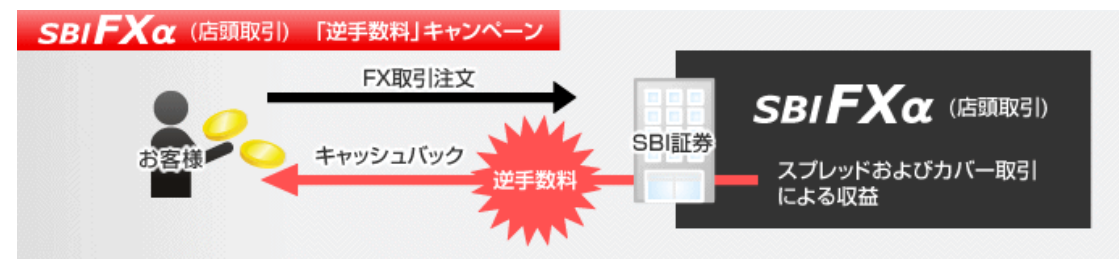 SBI FXα (店頭取引) 「逆手数料」キャンペーン
FX取引注文
SBI FXα (店頭取引)
SBI証券
お客様
キャッシュバック
逆手数料
スプレッドおよびカバー取引
による収益